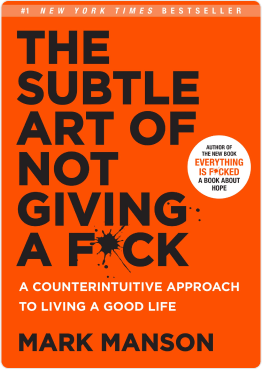 #1 NEW YORK TIMES BESTSELLER
THE
SUBTLE
ART OF
NOT
GIVING
A F*CK
AUTHOR OF
THE NEW BOOK
EVERYTHING
IS F*CKED
A BOOK ABOUT
HOPE
A COUNTERINTUITIVE APPROACH
TO LIVING A GOOD LIFE
MARK MANSON